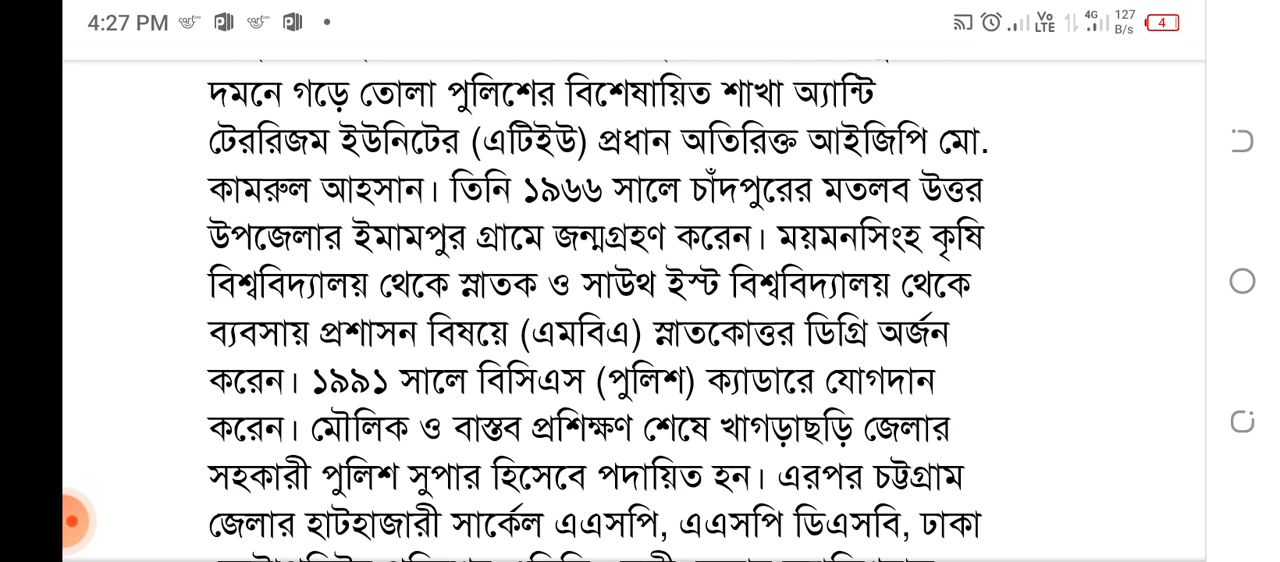 4:27 PM
Vo LTE 4G 127 B/s 4
দমনে গড়ে তোলা পুলিশের বিশেষায়িত শাখা অ্যান্টি
টেররিজম ইউনিটের (এটিইউ) প্রধান অতিরিক্ত আইজিপি মো.
কামরুল আহসান। তিনি ১৯৬৬ সালে চাঁদপুরের মতলব উত্তর
উপজেলার ইমামপুর গ্রামে জন্মগ্রহণ করেন। ময়মনসিংহ কৃষি
বিশ্ববিদ্যালয় থেকে স্নাতক ও সাউথ ইস্ট বিশ্ববিদ্যালয় থেকে
ব্যবসায় প্রশাসন বিষয়ে (এমবিএ) স্নাতকোত্তর ডিগ্রি অর্জন
করেন। ১৯৯১ সালে বিসিএস (পুলিশ) ক্যাডারে যোগদান
করেন। মৌলিক ও বাস্তব প্রশিক্ষণ শেষে খাগড়াছড়ি জেলার
সহকারী পুলিশ সুপার হিসেবে পদায়িত হন। এরপর চট্টগ্রাম
জেলার হাটহাজারী সার্কেল এএসপি, এএসপি ডিএসবি, ঢাকা